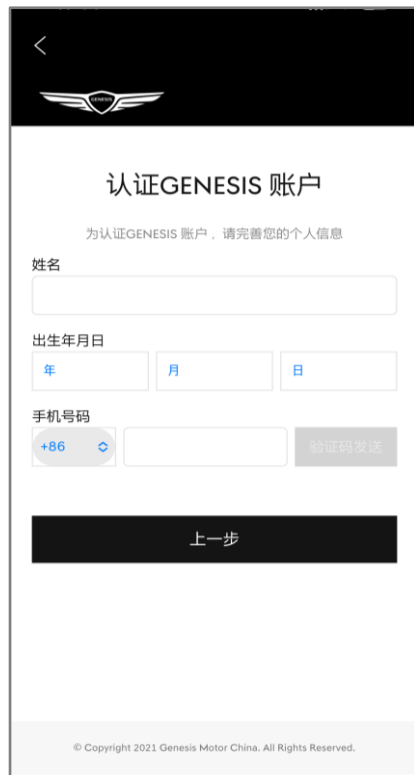 GENESIS
认证GENESIS 账户
为认证GENESIS 账户，请完善您的个人信息
姓名
出生年月日
年 月 日
手机号码
+86 验证码发送
上一步
© Copyright 2021 Genesis Motor China. All Rights Reserved.